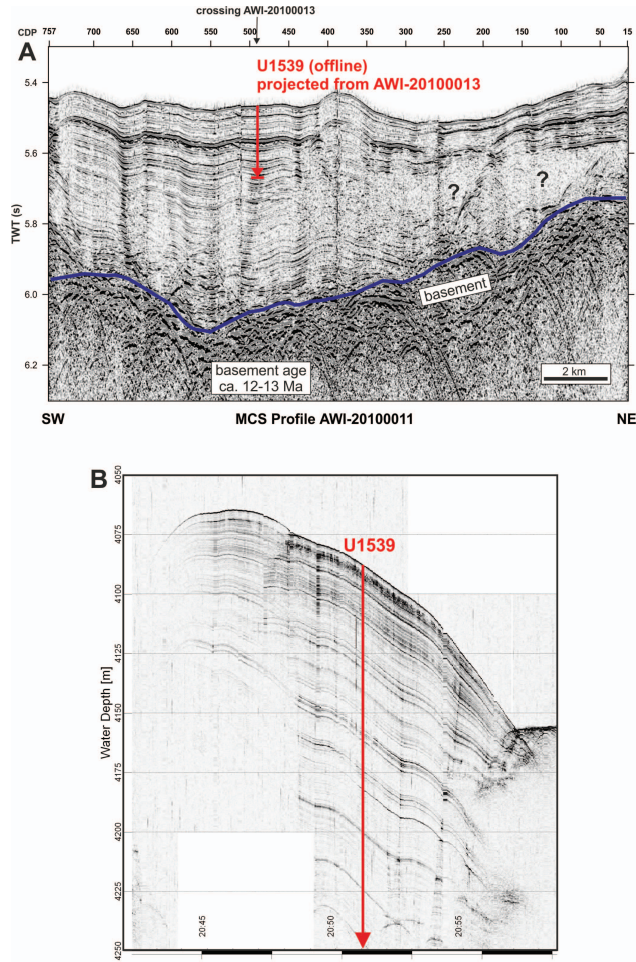 crossing AWI-20100013
CDP 757 700 650 600 550 500 450 400 350 300 250 200 150 100 50 15
A
U1539 (offline)
projected from AWI-20100013
5.4
5.6
5.8
6.0
6.2
TWT (s)
?
?
basement
basement age
ca. 12-13 Ma
2 km
SW MCS Profile AWI-20100011 NE
B
U1539
4050
4075
4100
4125
4150
4175
4200
4225
4250
Water Depth [m]
20:45
20:50
20:55